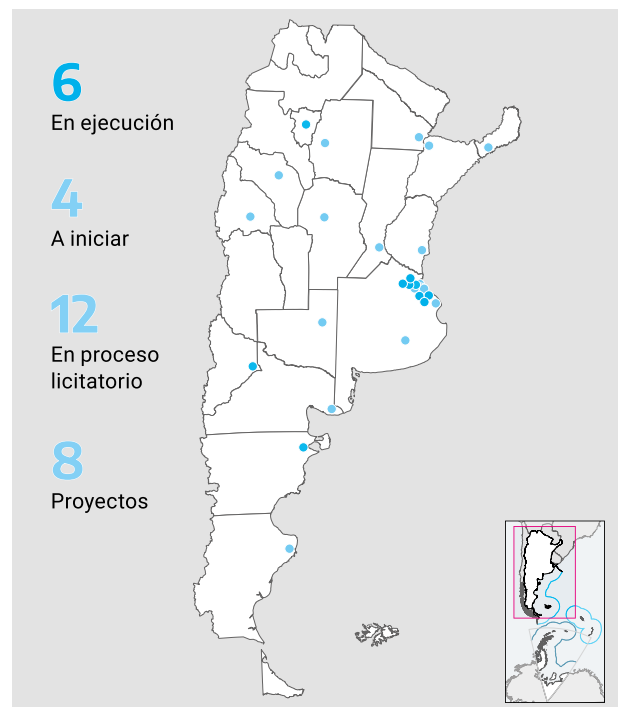 6
En ejecución
4
A iniciar
12
En proceso
licitatorio
8
Proyectos